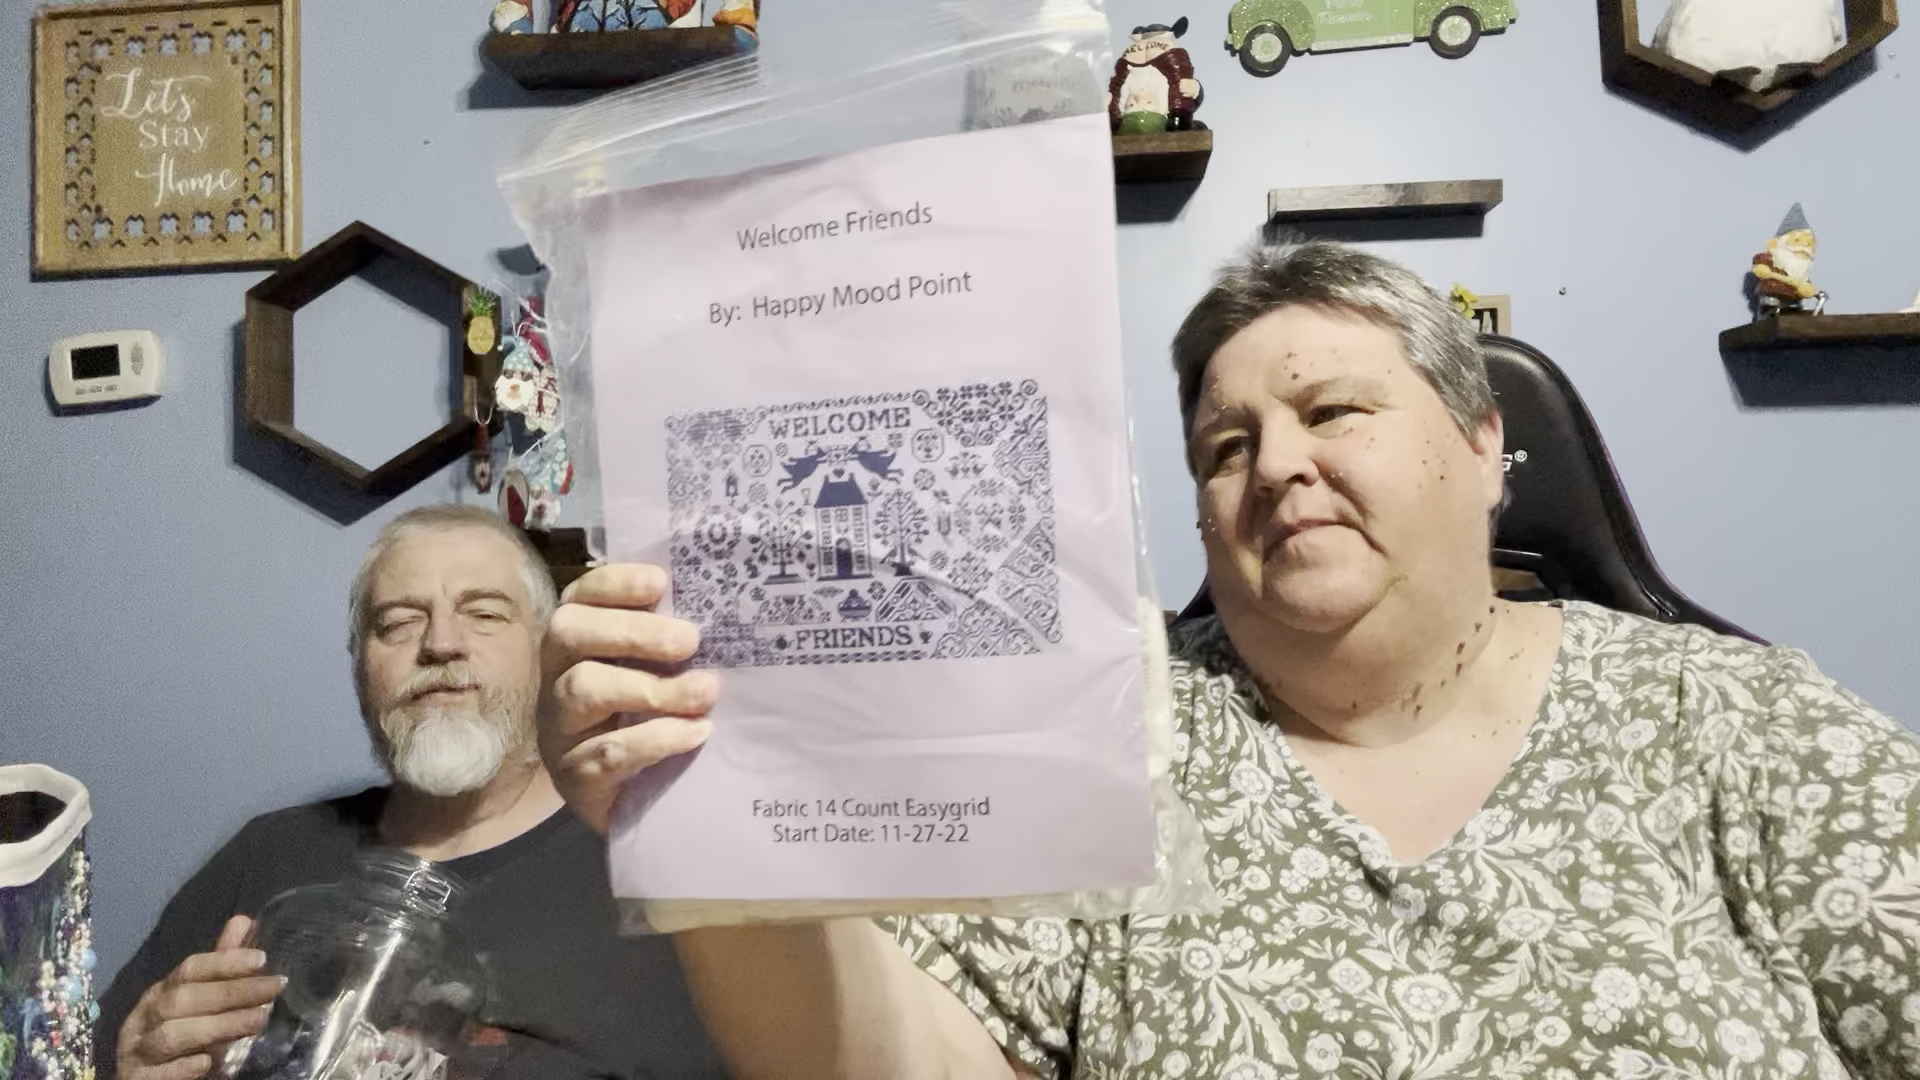 Let's
Stay
Home
WELCOME
Welcome Friends
By: Happy Mood Point
WELCOME
FRIENDS
Fabric 14 Count Easygrid
Start Date: 11-27-22